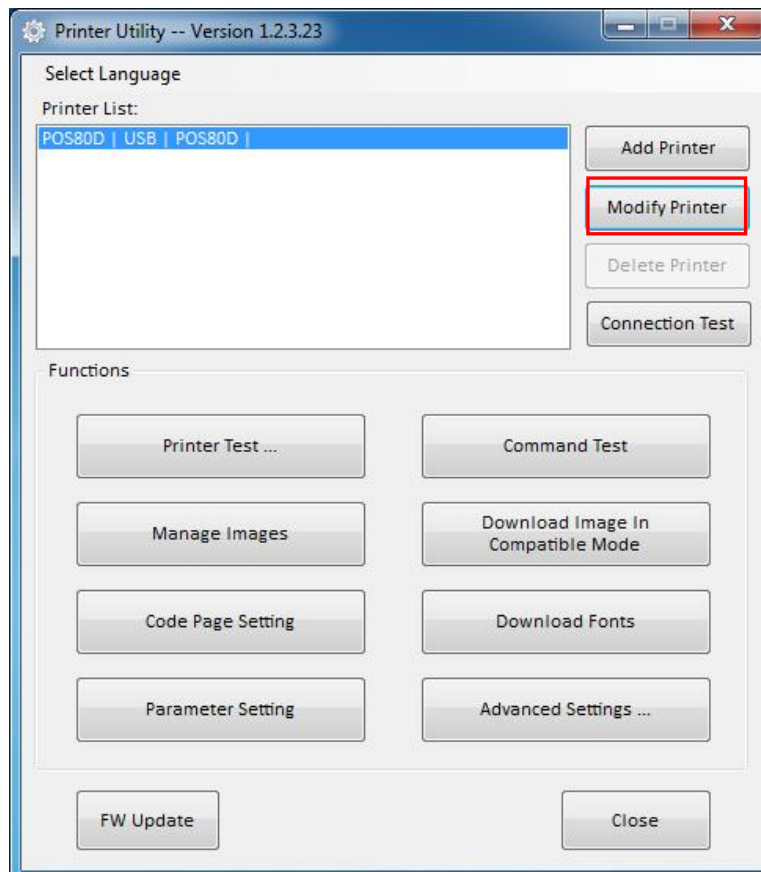 Printer Utility -- Version 1.2.3.23
Select Language
Printer List:
POS80D | USB | POS80D |
Add Printer
Modify Printer
Delete Printer
Connection Test
Functions
Printer Test ...
Command Test
Manage Images
Download Image In
Compatible Mode
Code Page Setting
Download Fonts
Parameter Setting
Advanced Settings ...
FW Update
Close